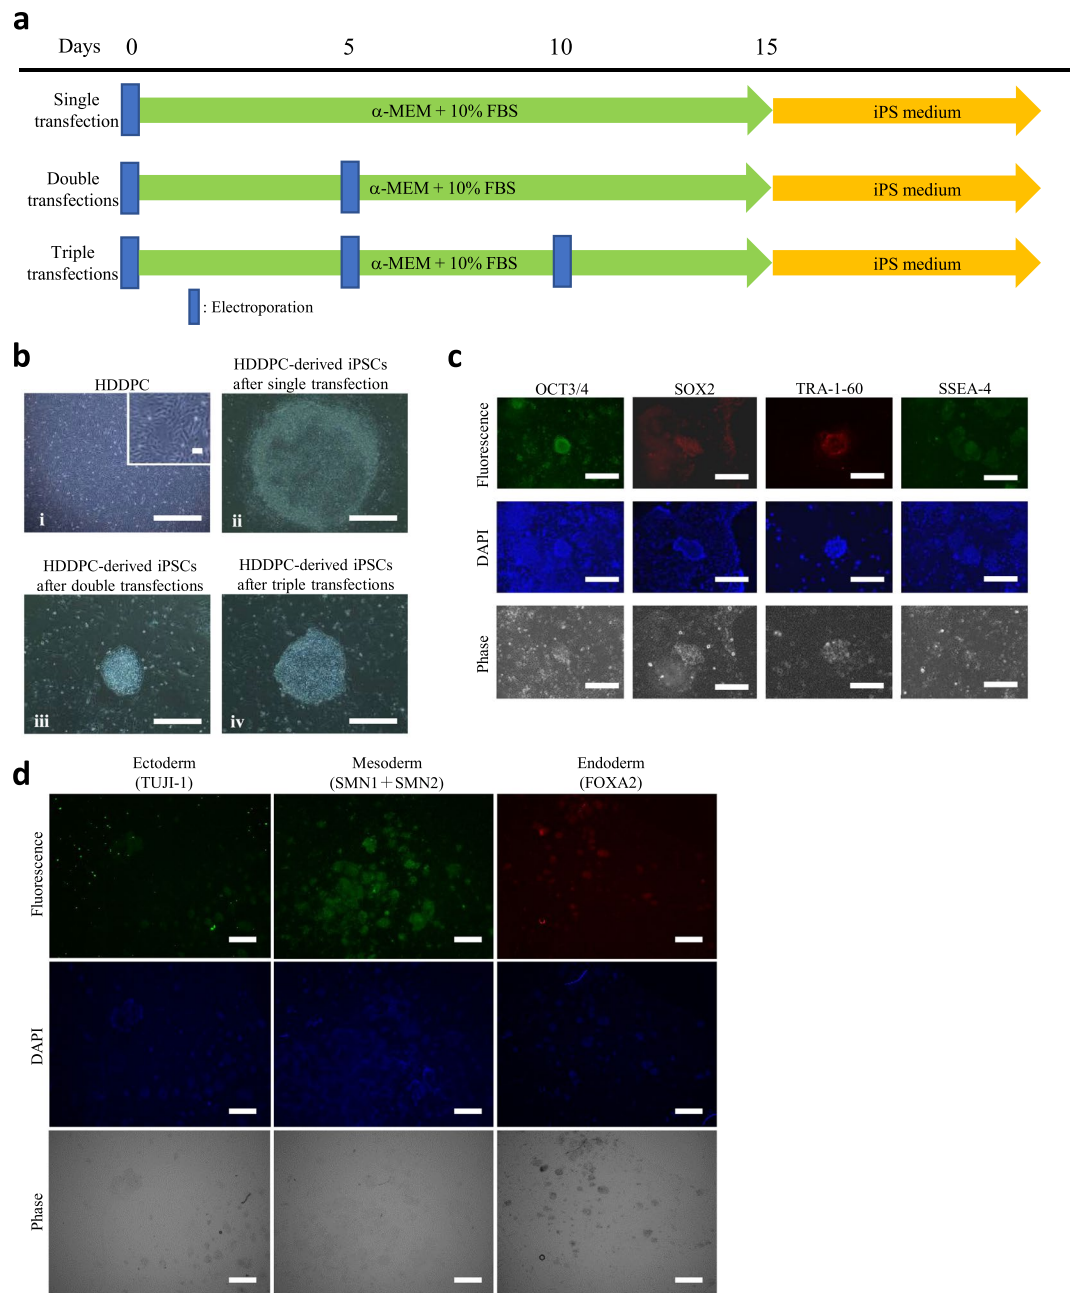 a
Days 0 5 10 15
Single
transfection
α-MEM + 10% FBS
iPS medium
Double
transfections
α-MEM + 10% FBS
iPS medium
Triple
transfections
α-MEM + 10% FBS
iPS medium
: Electroporation
b
HDDPC
i
HDDPC-derived iPSCs
after single transfection
ii
HDDPC-derived iPSCs
after double transfections
iii
HDDPC-derived iPSCs
after triple transfections
iv
c
OCT3/4 SOX2 TRA-1-60 SSEA-4
Fluorescence
DAPI
Phase
d
Ectoderm
(TUJI-1)
Mesoderm
(SMN1+SMN2)
Endoderm
(FOXA2)
Fluorescence
DAPI
Phase